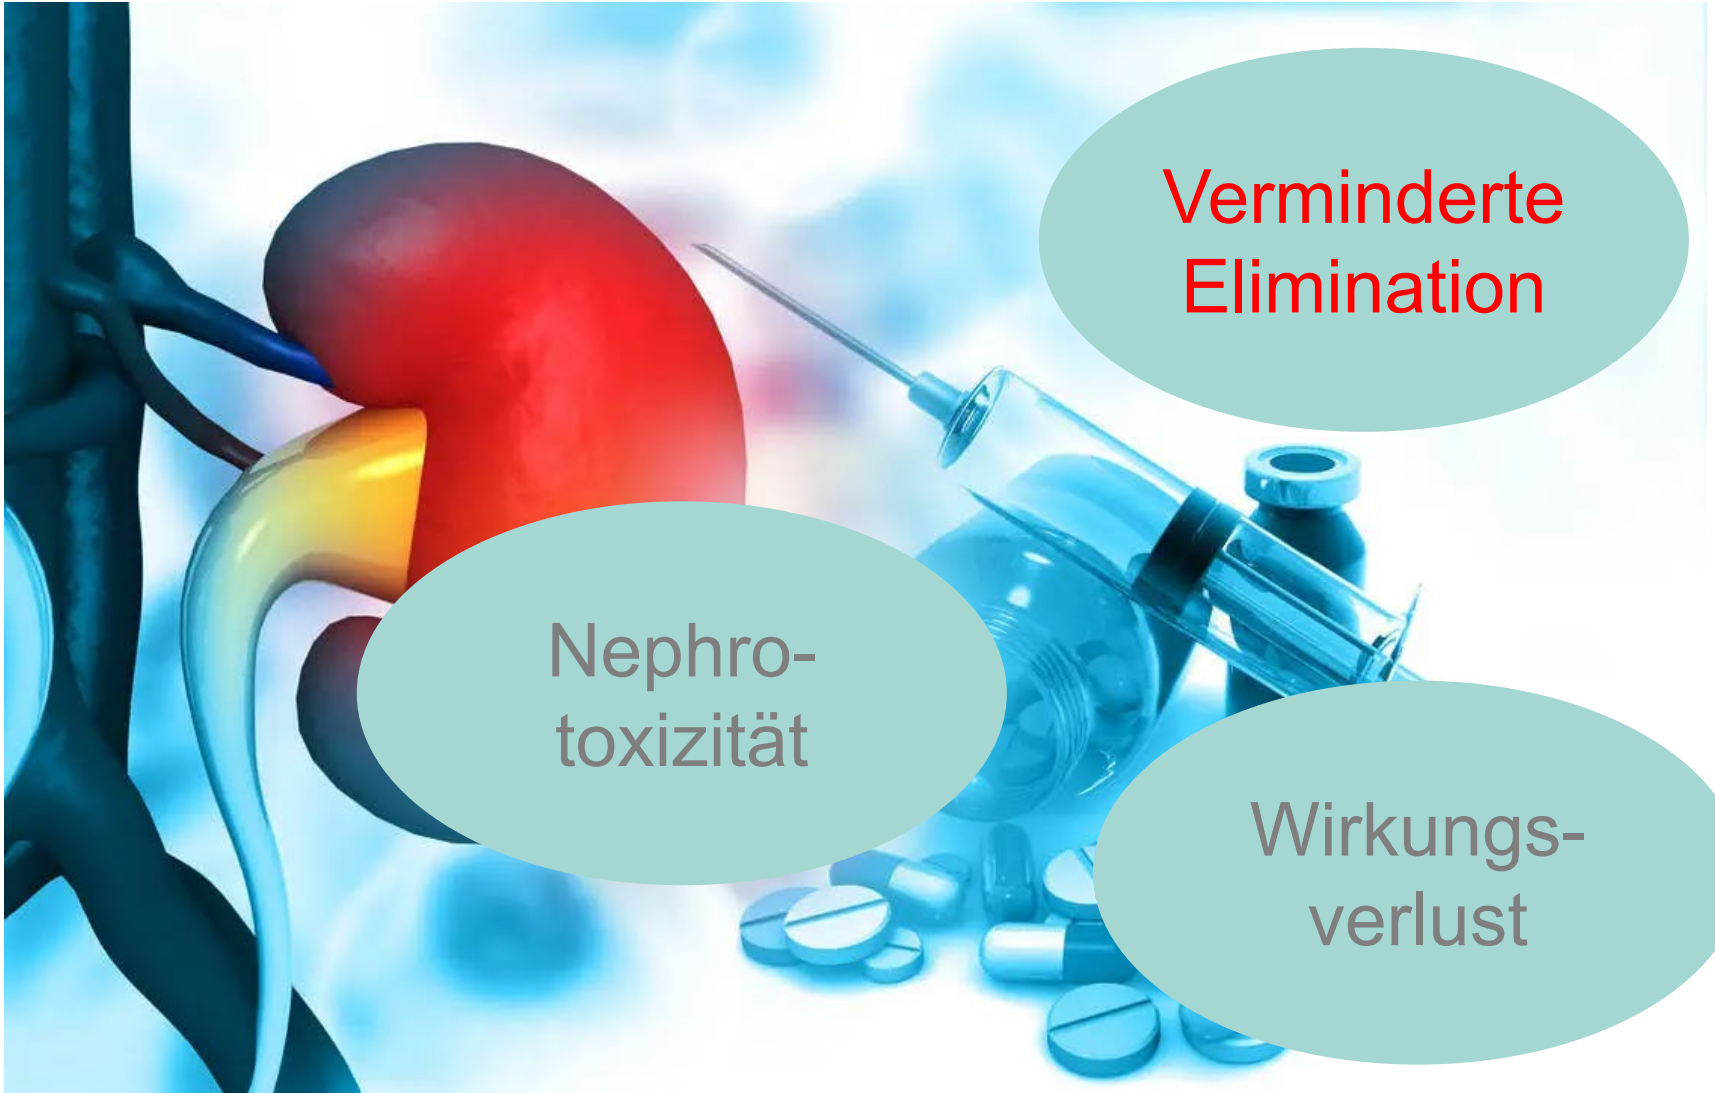 Verminderte
Elimination
Nephro-
toxizität
Wirkungs-
verlust